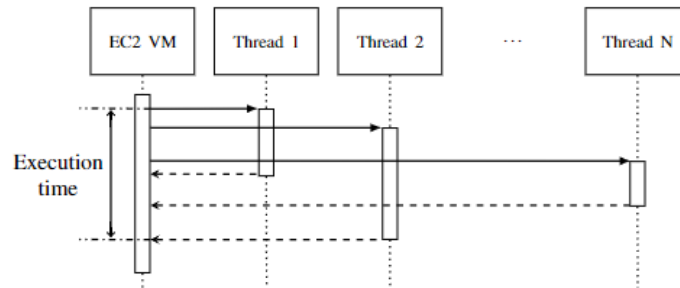 EC2 VM
Thread 1
Thread 2
...
Thread N
Execution
time